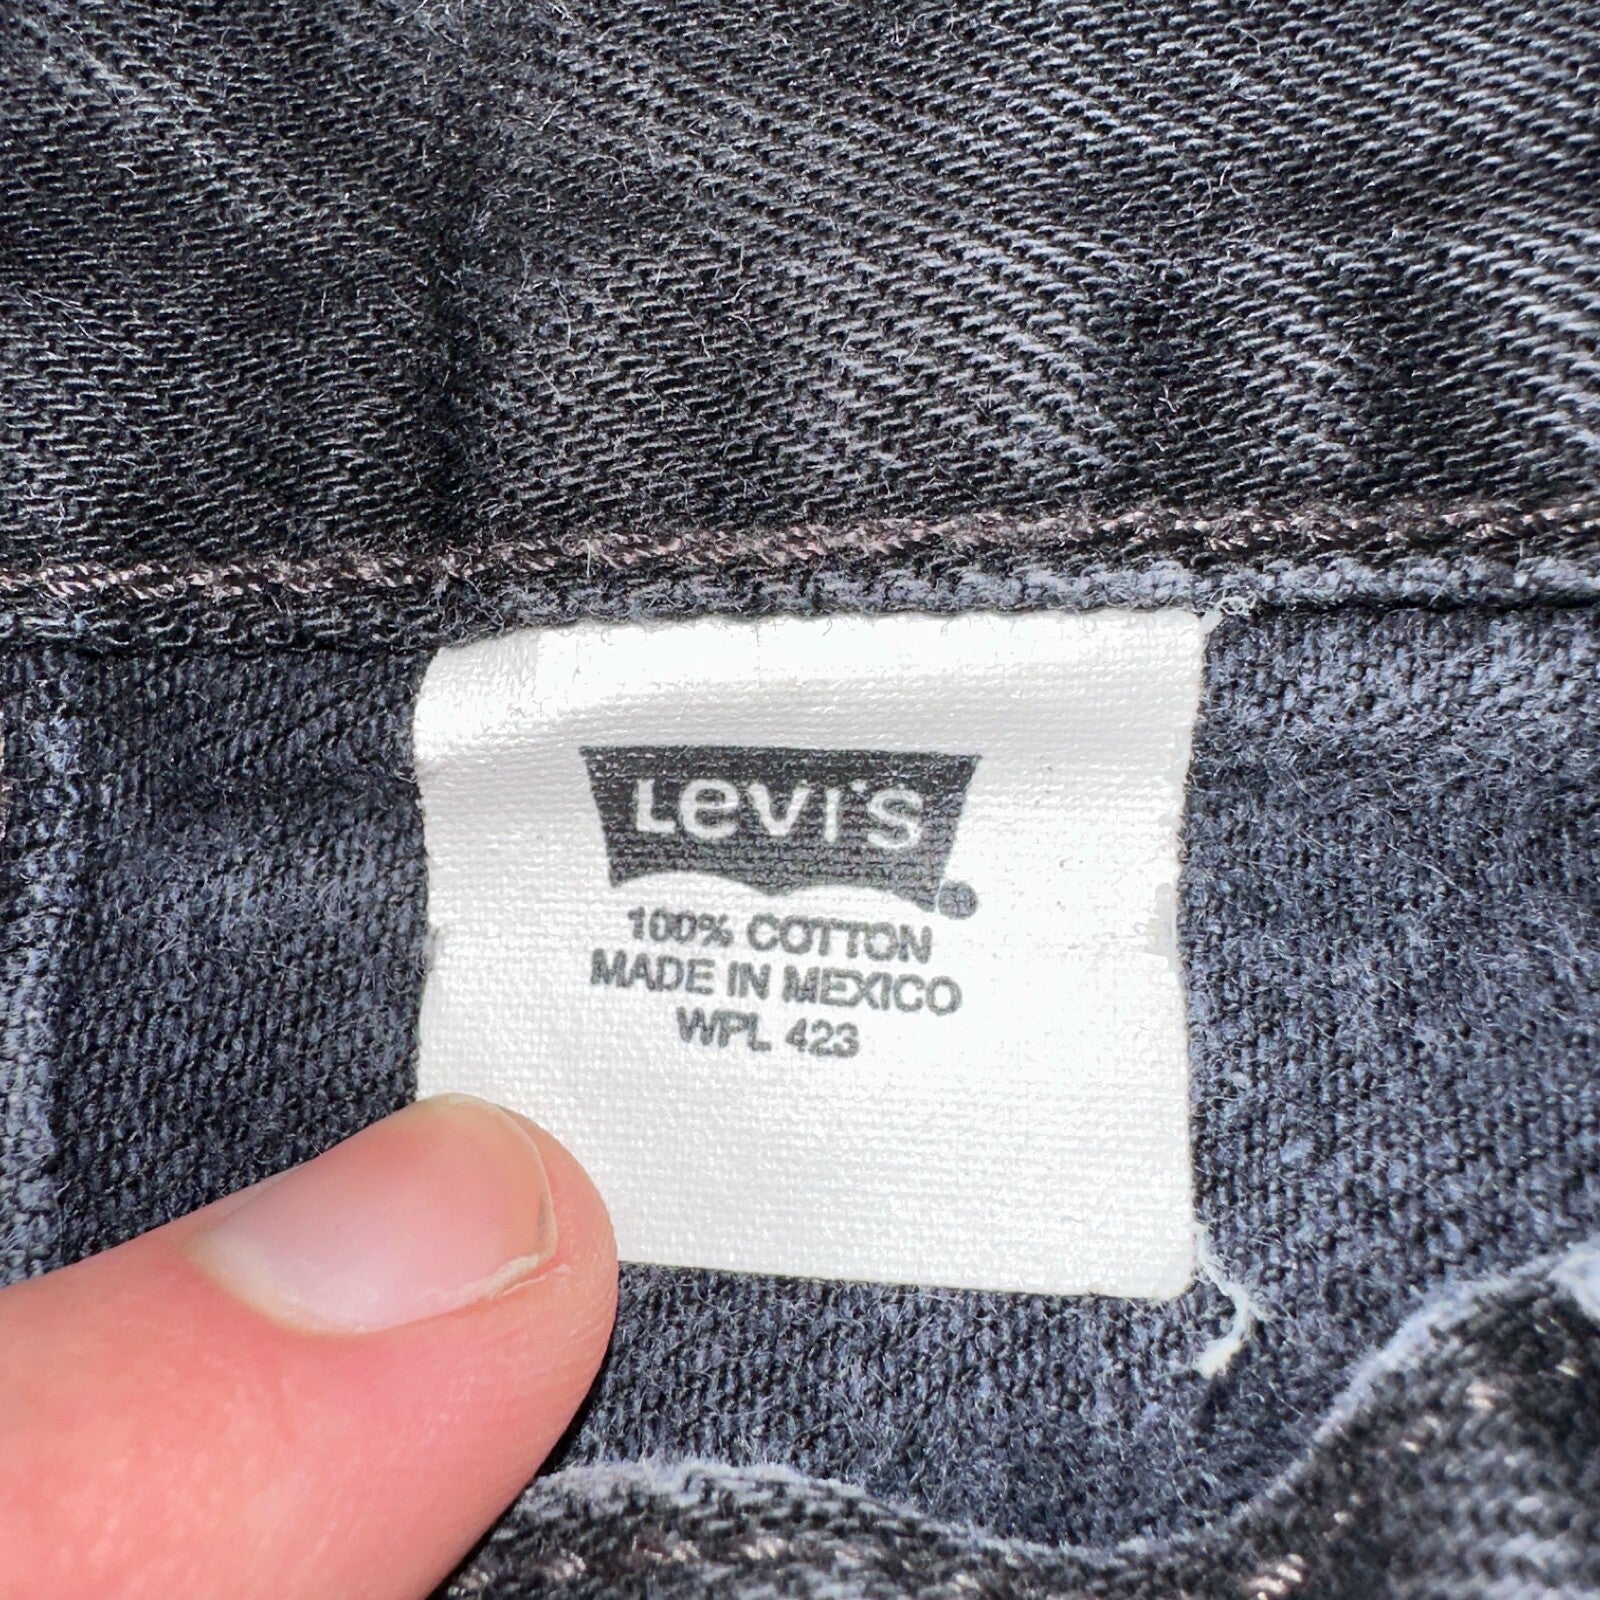 Levi's
100% COTTON
MADE IN MEXICO
WPL 423